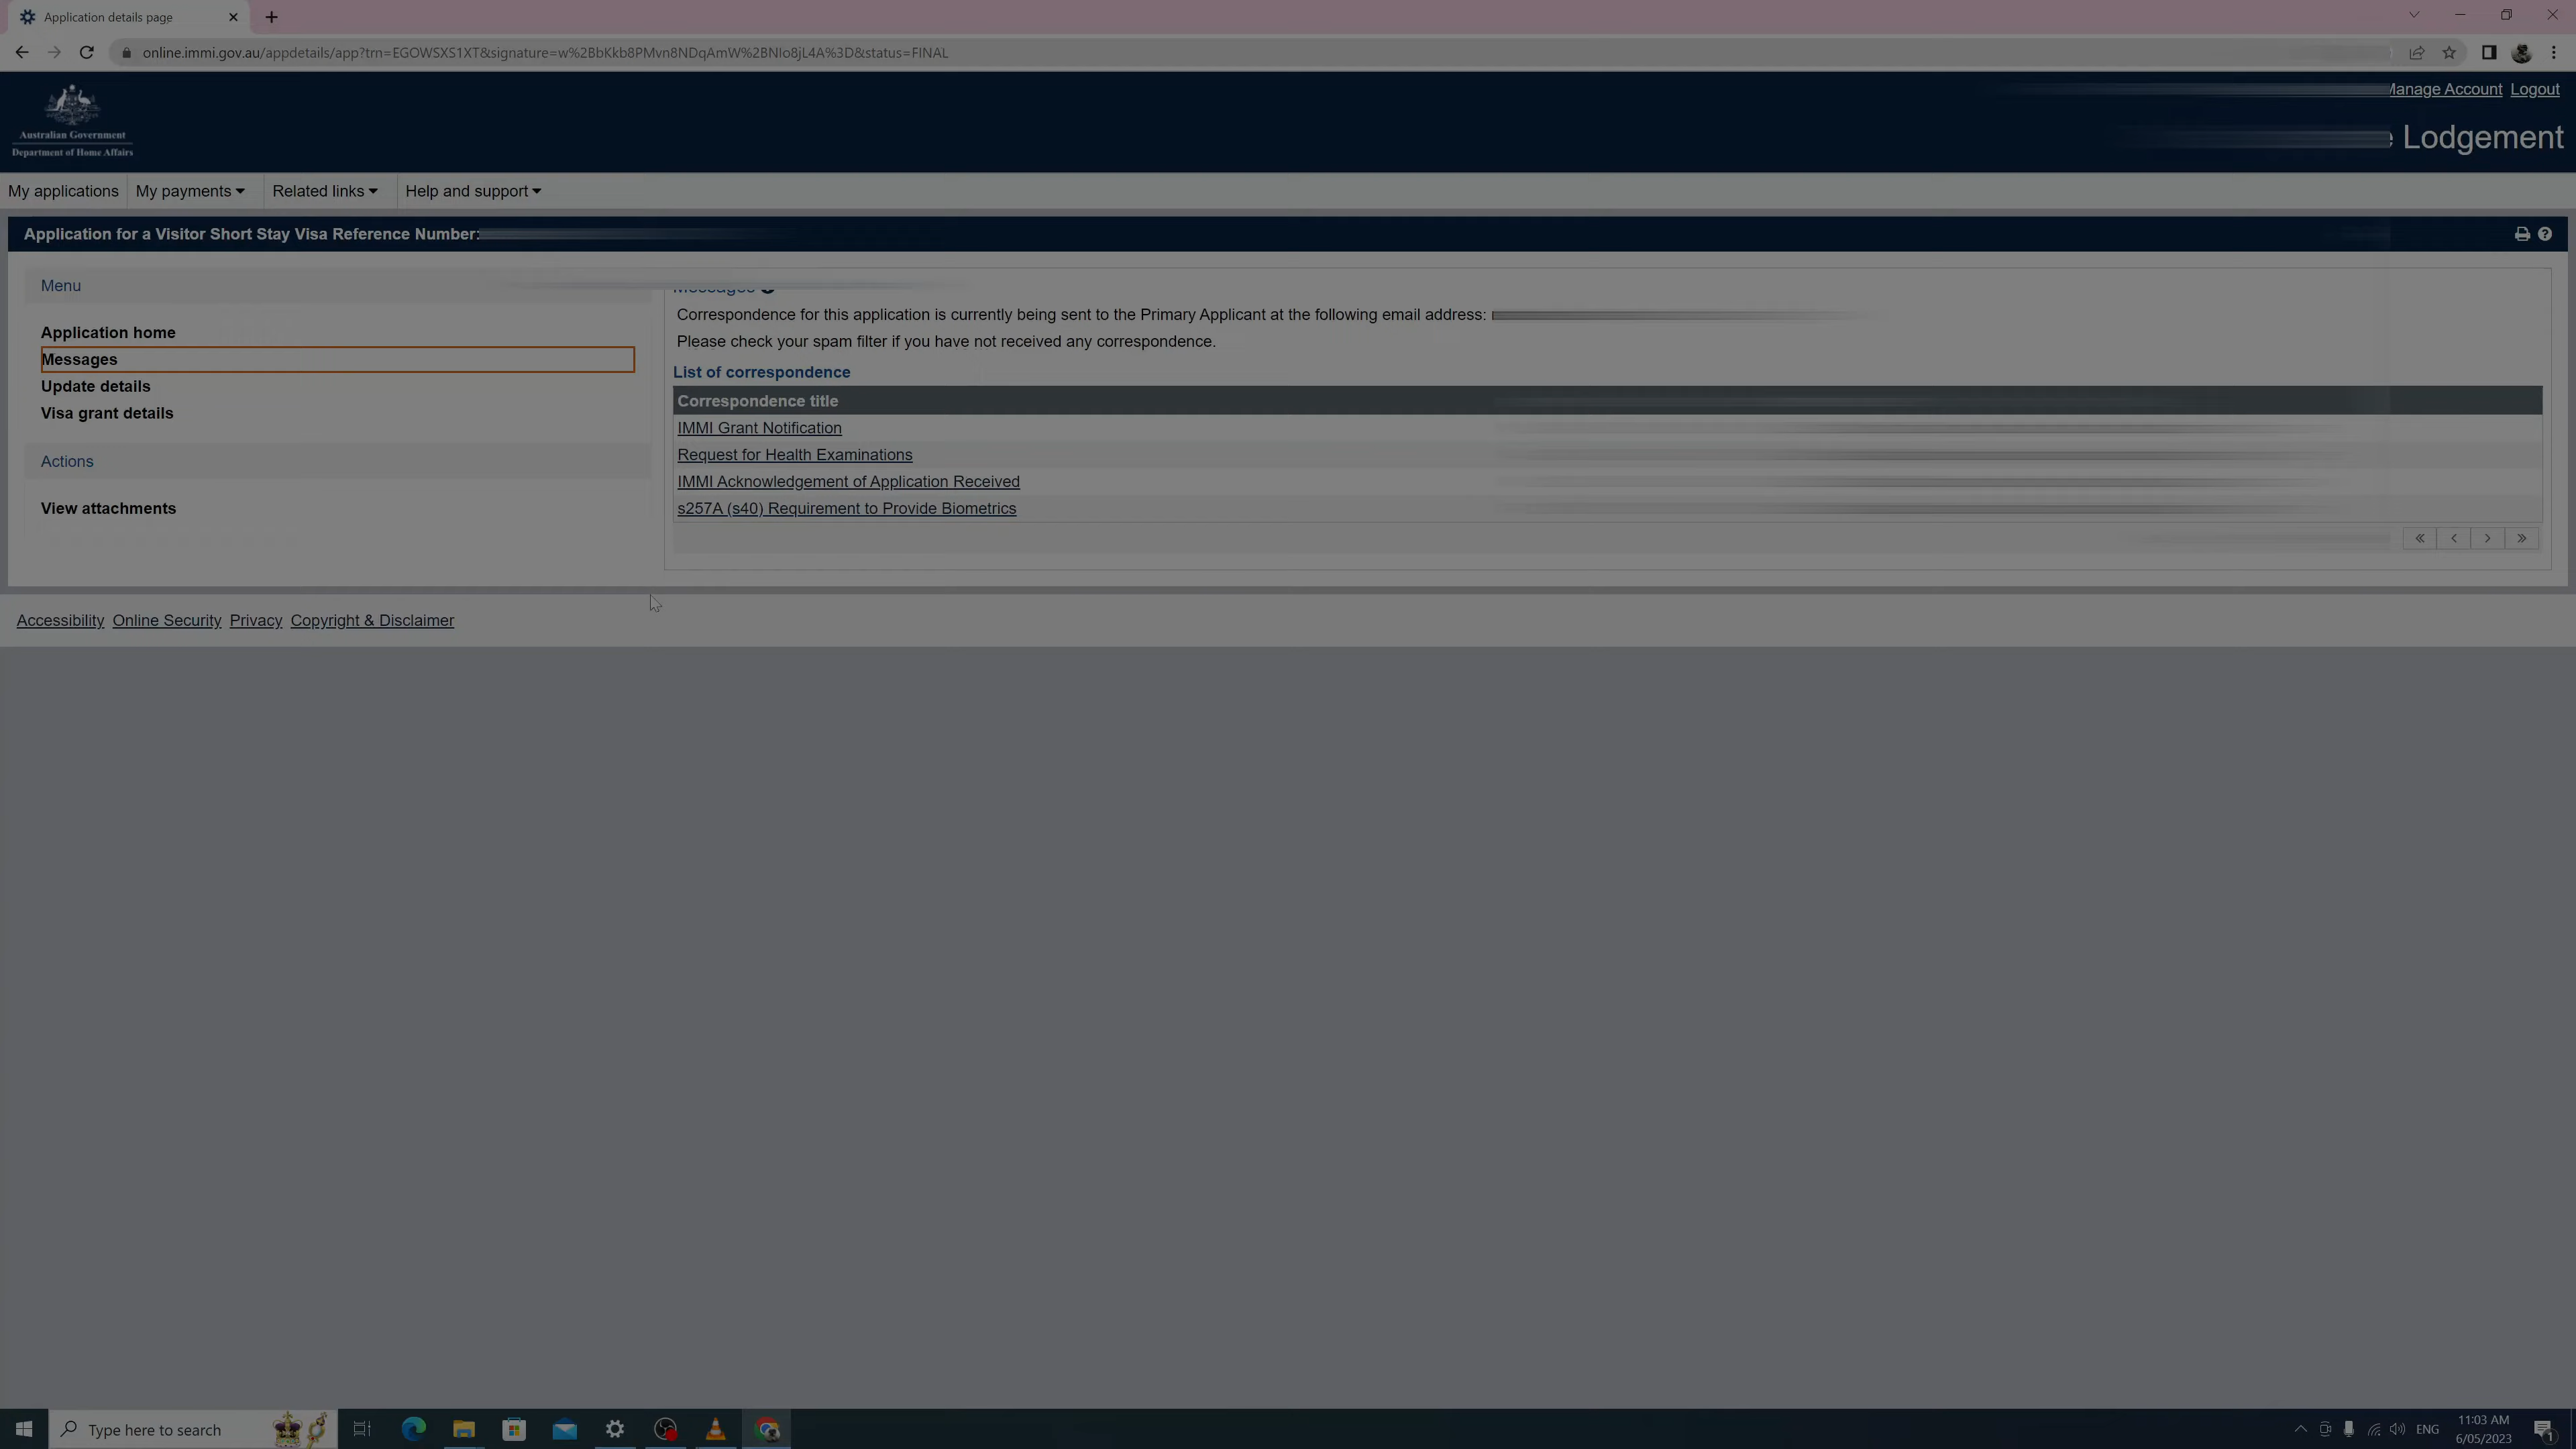 Application details page
online.immi.gov.au/appdetails/app?trn=EGOWSXS1XT&signature=w%2BbKkb8PMvn8NDqAmW%2BNIo8jL4A%3D&status=FINAL
Manage Account Logout
Australian Government
Department of Home Affairs
Lodgement
My applications My payments Related links Help and support
Application for a Visitor Short Stay Visa Reference Number:
Menu
Application home
Messages
Update details
Visa grant details
Actions
View attachments
Messages
Correspondence for this application is currently being sent to the Primary Applicant at the following email address:
Please check your spam filter if you have not received any correspondence.
List of correspondence
Correspondence title
IMMI Grant Notification
Request for Health Examinations
IMMI Acknowledgement of Application Received
s257A (s40) Requirement to Provide Biometrics
Accessibility Online Security Privacy Copyright & Disclaimer
Type here to search
ENG
11:03 AM
6/05/2023
1